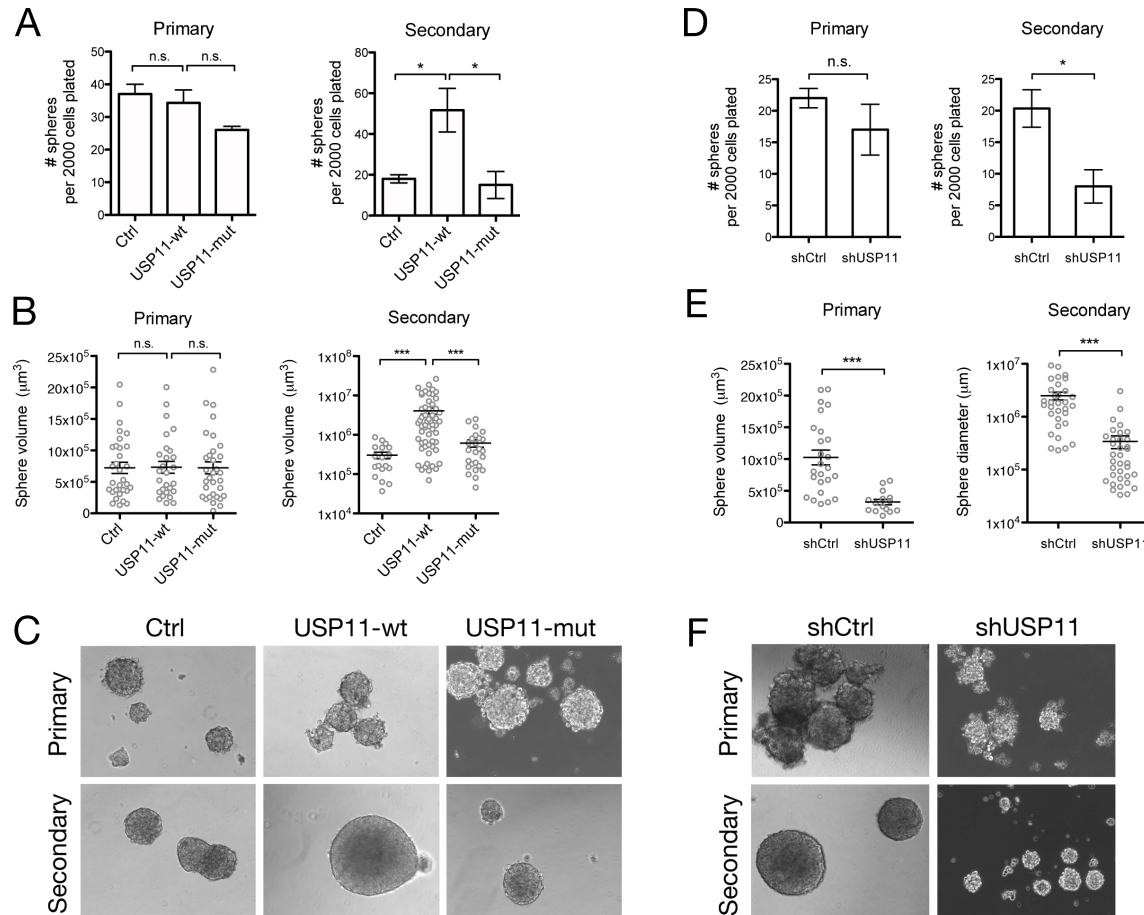 A
Primary
# spheres
per 2000 cells plated
50
40
30
20
10
0
n.s.
n.s.
Ctrl
USP11-wt
USP11-mut
Secondary
# spheres
per 2000 cells plated
80
60
40
20
0
*
*
Ctrl
USP11-wt
USP11-mut
B
Primary
Sphere volume (μm³)
25x10⁵
20x10⁵
15x10⁵
10x10⁵
5x10⁵
0
n.s.
n.s.
Ctrl
USP11-wt
USP11-mut
Secondary
Sphere volume (μm³)
1x10⁸
1x10⁷
1x10⁶
1x10⁵
1x10⁴
***
***
Ctrl
USP11-wt
USP11-mut
C
Ctrl
USP11-wt
USP11-mut
Primary
Secondary
D
Primary
# spheres
per 2000 cells plated
25
20
15
10
5
0
n.s.
shCtrl
shUSP11
Secondary
# spheres
per 2000 cells plated
25
20
15
10
5
0
*
shCtrl
shUSP11
E
Primary
Sphere volume (μm³)
25x10⁵
20x10⁵
15x10⁵
10x10⁵
5x10⁵
0
***
shCtrl
shUSP11
Secondary
Sphere diameter (μm)
1x10⁷
1x10⁶
1x10⁵
1x10⁴
***
shCtrl
shUSP11
F
shCtrl
shUSP11
Primary
Secondary